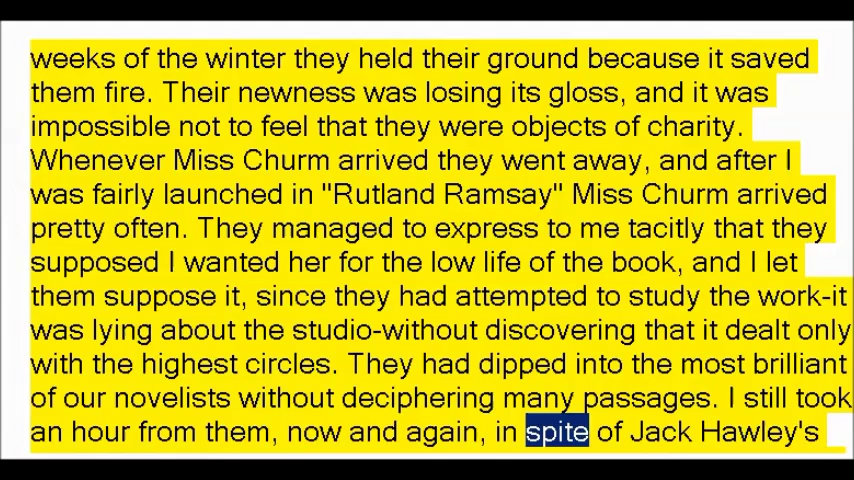 weeks of the winter they held their ground because it saved
them fire. Their newness was losing its gloss, and it was
impossible not to feel that they were objects of charity.
Whenever Miss Churm arrived they went away, and after I
was fairly launched in "Rutland Ramsay" Miss Churm arrived
pretty often. They managed to express to me tacitly that they
supposed I wanted her for the low life of the book, and I let
them suppose it, since they had attempted to study the work-it
was lying about the studio-without discovering that it dealt only
with the highest circles. They had dipped into the most brilliant
of our novelists without deciphering many passages. I still took
an hour from them, now and again, in spite of Jack Hawley's